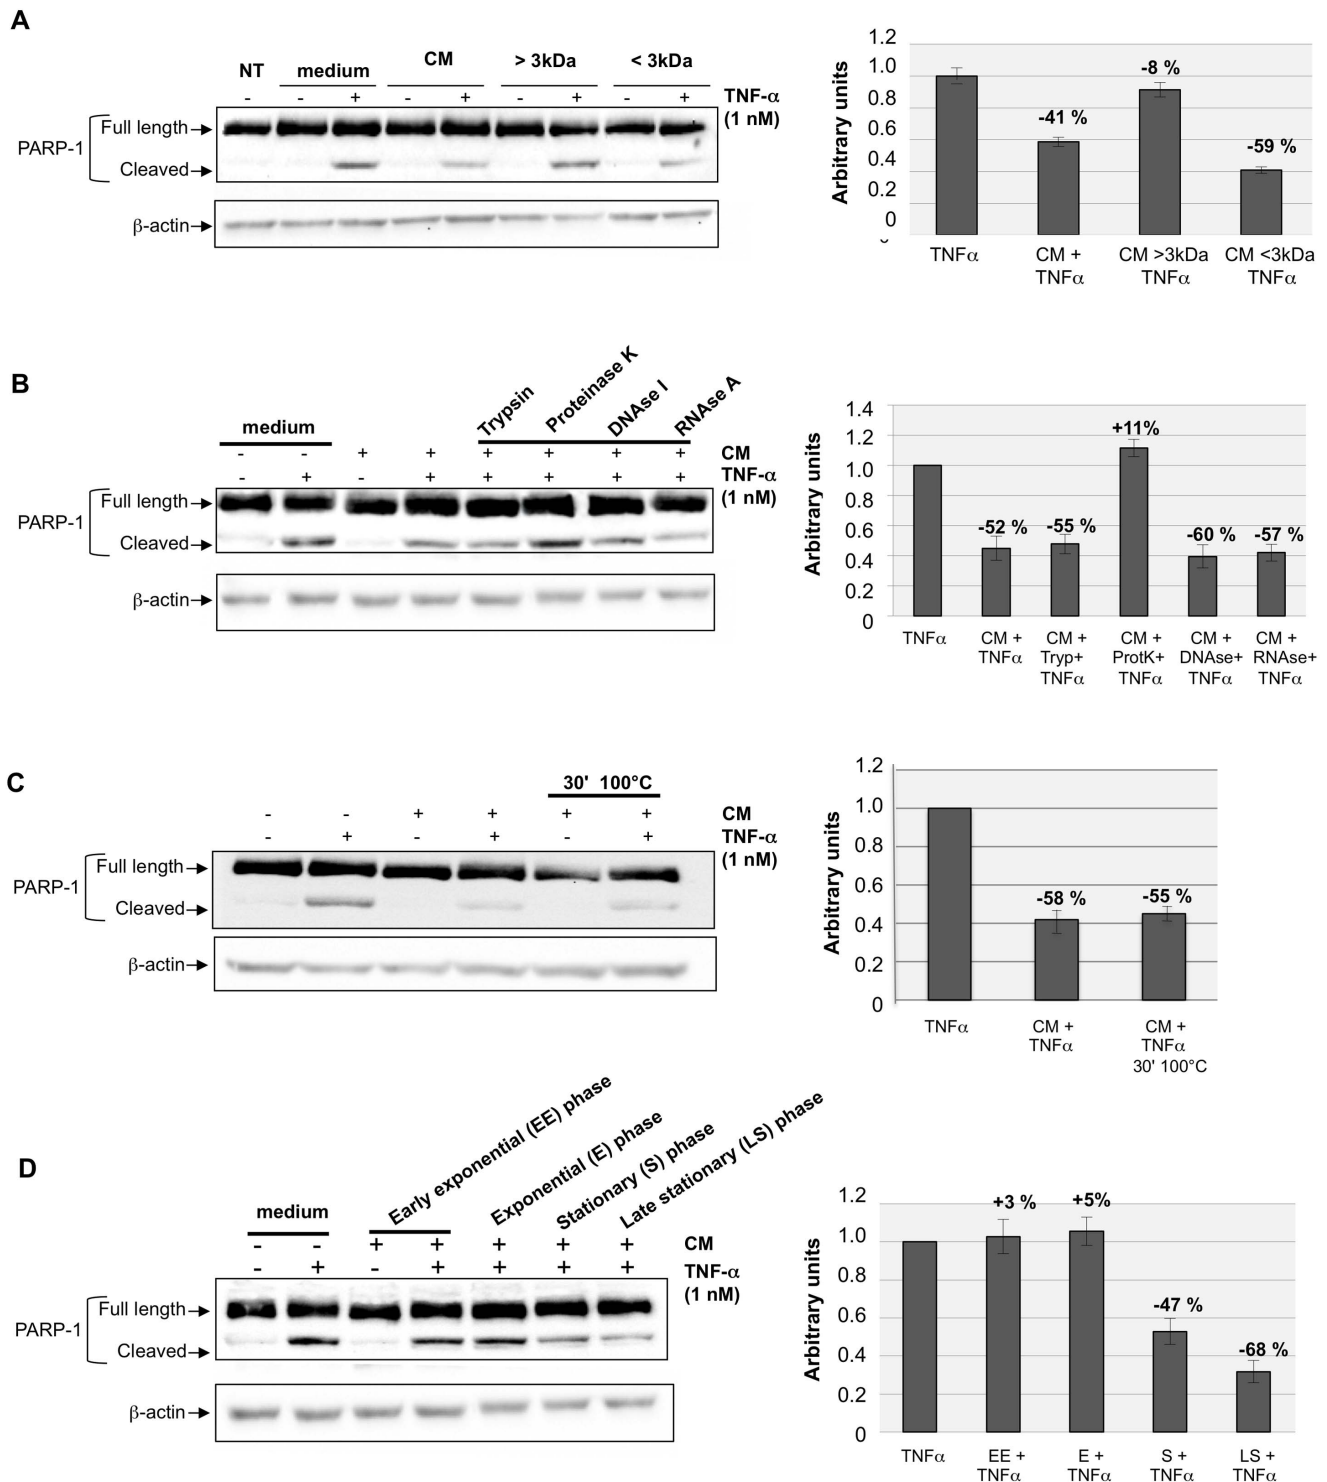 A
NT
medium
CM
> 3kDa
< 3kDa
- - + - + - + - + TNF-α
(1 nM)
PARP-1
Full length
Cleaved
β-actin
Arbitrary units
1.2
1.0
0.8
0.6
0.4
0.2
0
-41 %
-8 %
-59 %
TNFα
CM +
TNFα
CM >3kDa
TNFα
CM <3kDa
TNFα
B
medium
Trypsin
Proteinase K
DNAse I
RNAse A
- - + + + + + + CM
- + - + + + + + TNF-α
(1 nM)
PARP-1
Full length
Cleaved
β-actin
Arbitrary units
1.4
1.2
1.0
0.8
0.6
0.4
0.2
0
-52 %
-55 %
+11%
-60 %
-57 %
TNFα
CM +
TNFα
CM +
Tryp+
TNFα
CM +
ProtK+
TNFα
CM +
DNAse+
TNFα
CM +
RNAse+
TNFα
C
30' 100°C
- - + + + + CM
- + - + - + TNF-α
(1 nM)
PARP-1
Full length
Cleaved
β-actin
Arbitrary units
1.2
1.0
0.8
0.6
0.4
0.2
0
-58 %
-55 %
TNFα
CM +
TNFα
CM +
TNFα
30' 100°C
D
medium
Early exponential (EE) phase
Exponential (E) phase
Stationary (S) phase
Late stationary (LS) phase
- - + + + + + CM
- + - + + + + TNF-α
(1 nM)
PARP-1
Full length
Cleaved
β-actin
Arbitrary units
1.2
1.0
0.8
0.6
0.4
0.2
0
+3 %
+5%
-47 %
-68 %
TNFα
EE +
TNFα
E +
TNFα
S +
TNFα
LS +
TNFα